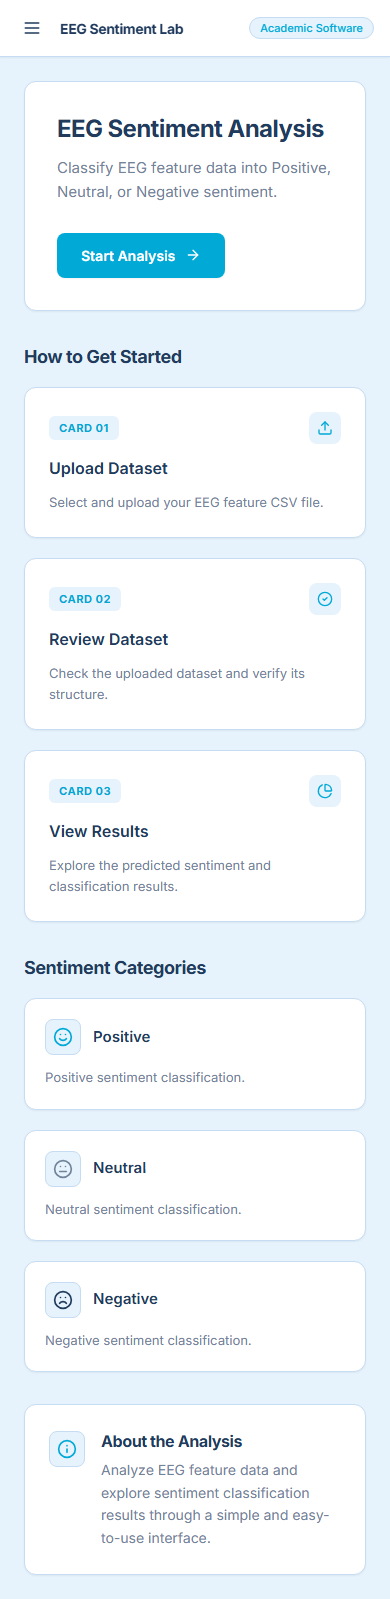 EEG Sentiment Lab
Academic Software
EEG Sentiment Analysis
Classify EEG feature data into Positive,
Neutral, or Negative sentiment.
Start Analysis
How to Get Started
CARD 01
Upload Dataset
Select and upload your EEG feature CSV file.
CARD 02
Review Dataset
Check the uploaded dataset and verify its
structure.
CARD 03
View Results
Explore the predicted sentiment and
classification results.
Sentiment Categories
Positive
Positive sentiment classification.
Neutral
Neutral sentiment classification.
Negative
Negative sentiment classification.
About the Analysis
Analyze EEG feature data and
explore sentiment classification
results through a simple and easy-
to-use interface.